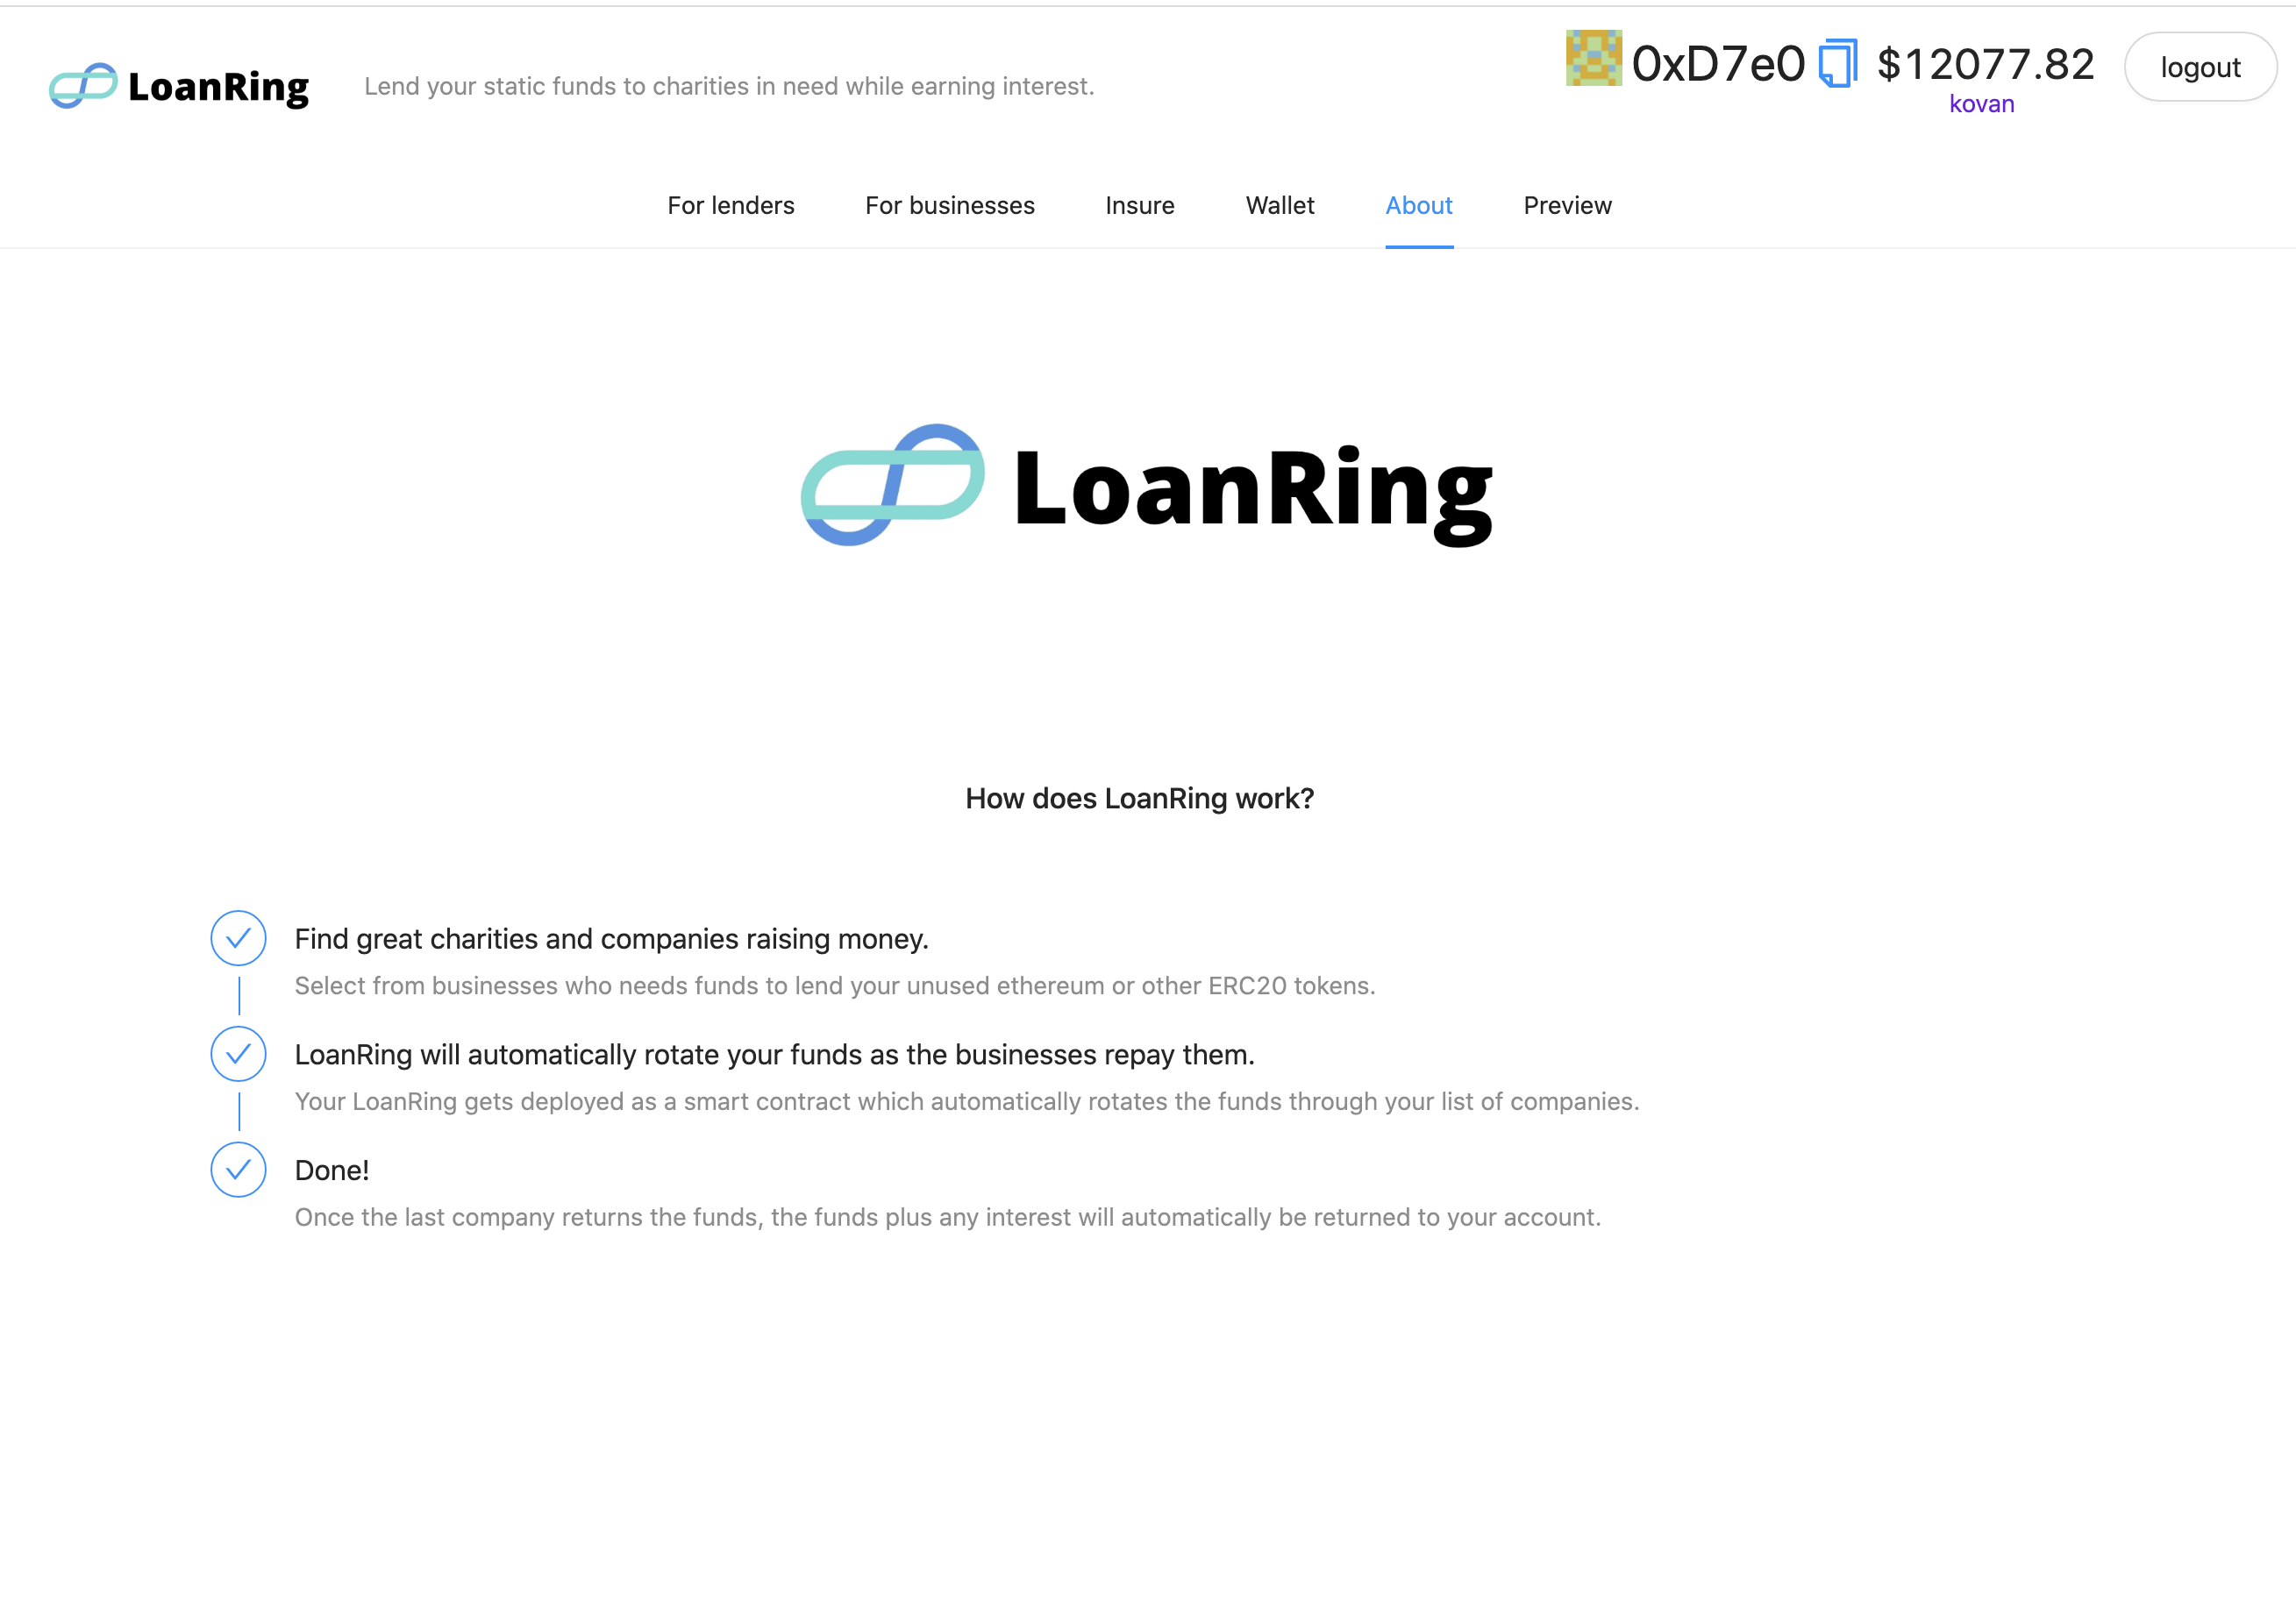 LoanRing
Lend your static funds to charities in need while earning interest.
0xD7e0
$12077.82
kovan
logout
For lenders
For businesses
Insure
Wallet
About
Preview
LoanRing
How does LoanRing work?
Find great charities and companies raising money.
Select from businesses who needs funds to lend your unused ethereum or other ERC20 tokens.
LoanRing will automatically rotate your funds as the businesses repay them.
Your LoanRing gets deployed as a smart contract which automatically rotates the funds through your list of companies.
Done!
Once the last company returns the funds, the funds plus any interest will automatically be returned to your account.